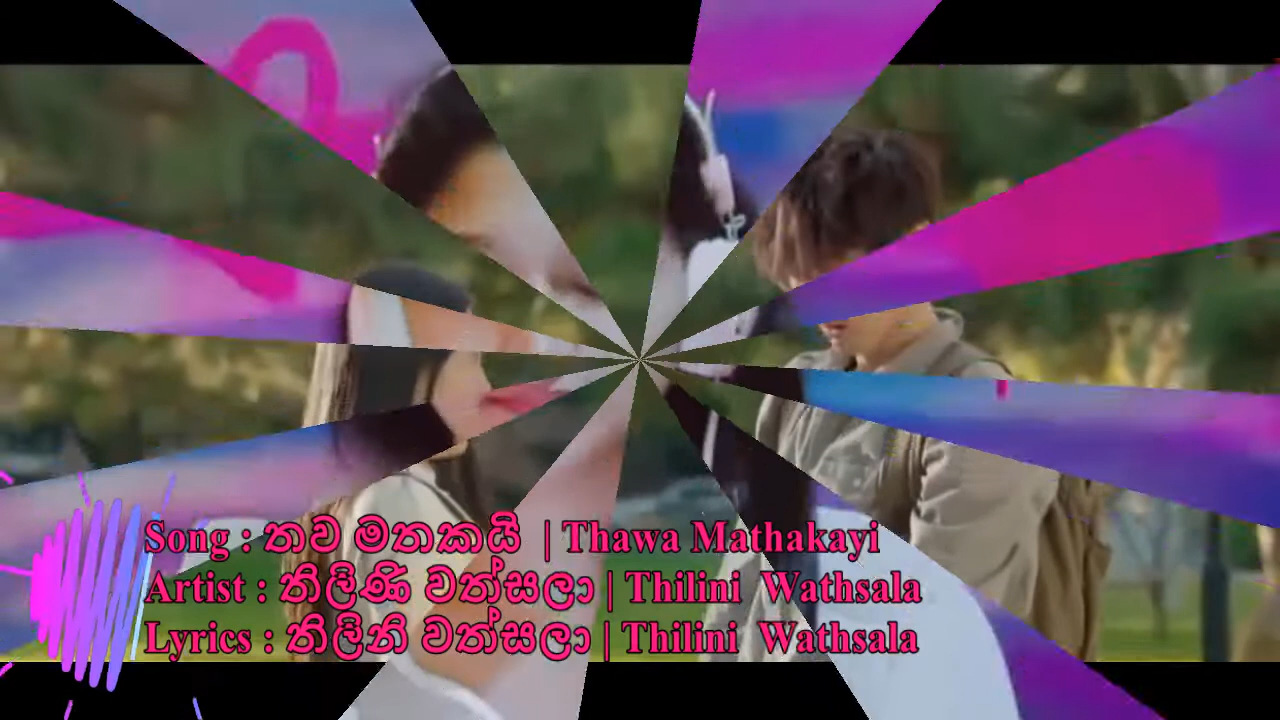 Song : තව මතකයි | Thawa Mathakayi
Artist : තිලිණි වත්සලා | Thilini Wathsala
Lyrics : තිලිනි වත්සලා | Thilini Wathsala